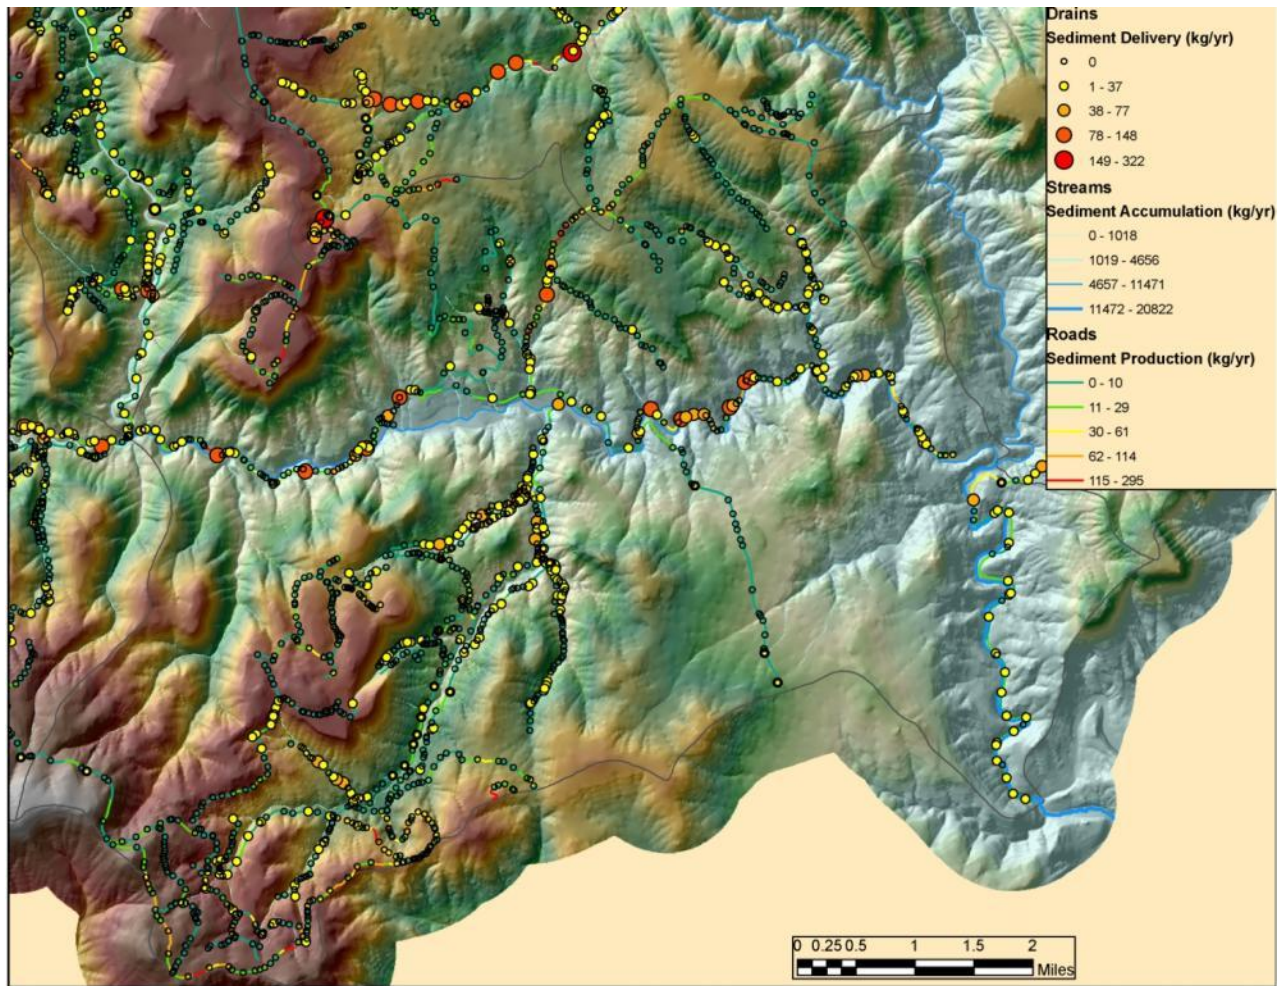 Drains
Sediment Delivery (kg/yr)
0
1 - 37
38 - 77
78 - 148
149 - 322
Streams
Sediment Accumulation (kg/yr)
0 - 1018
1019 - 4656
4657 - 11471
11472 - 20822
Roads
Sediment Production (kg/yr)
0 - 10
11 - 29
30 - 61
62 - 114
115 - 295
0 0.25 0.5 1 1.5 2
Miles